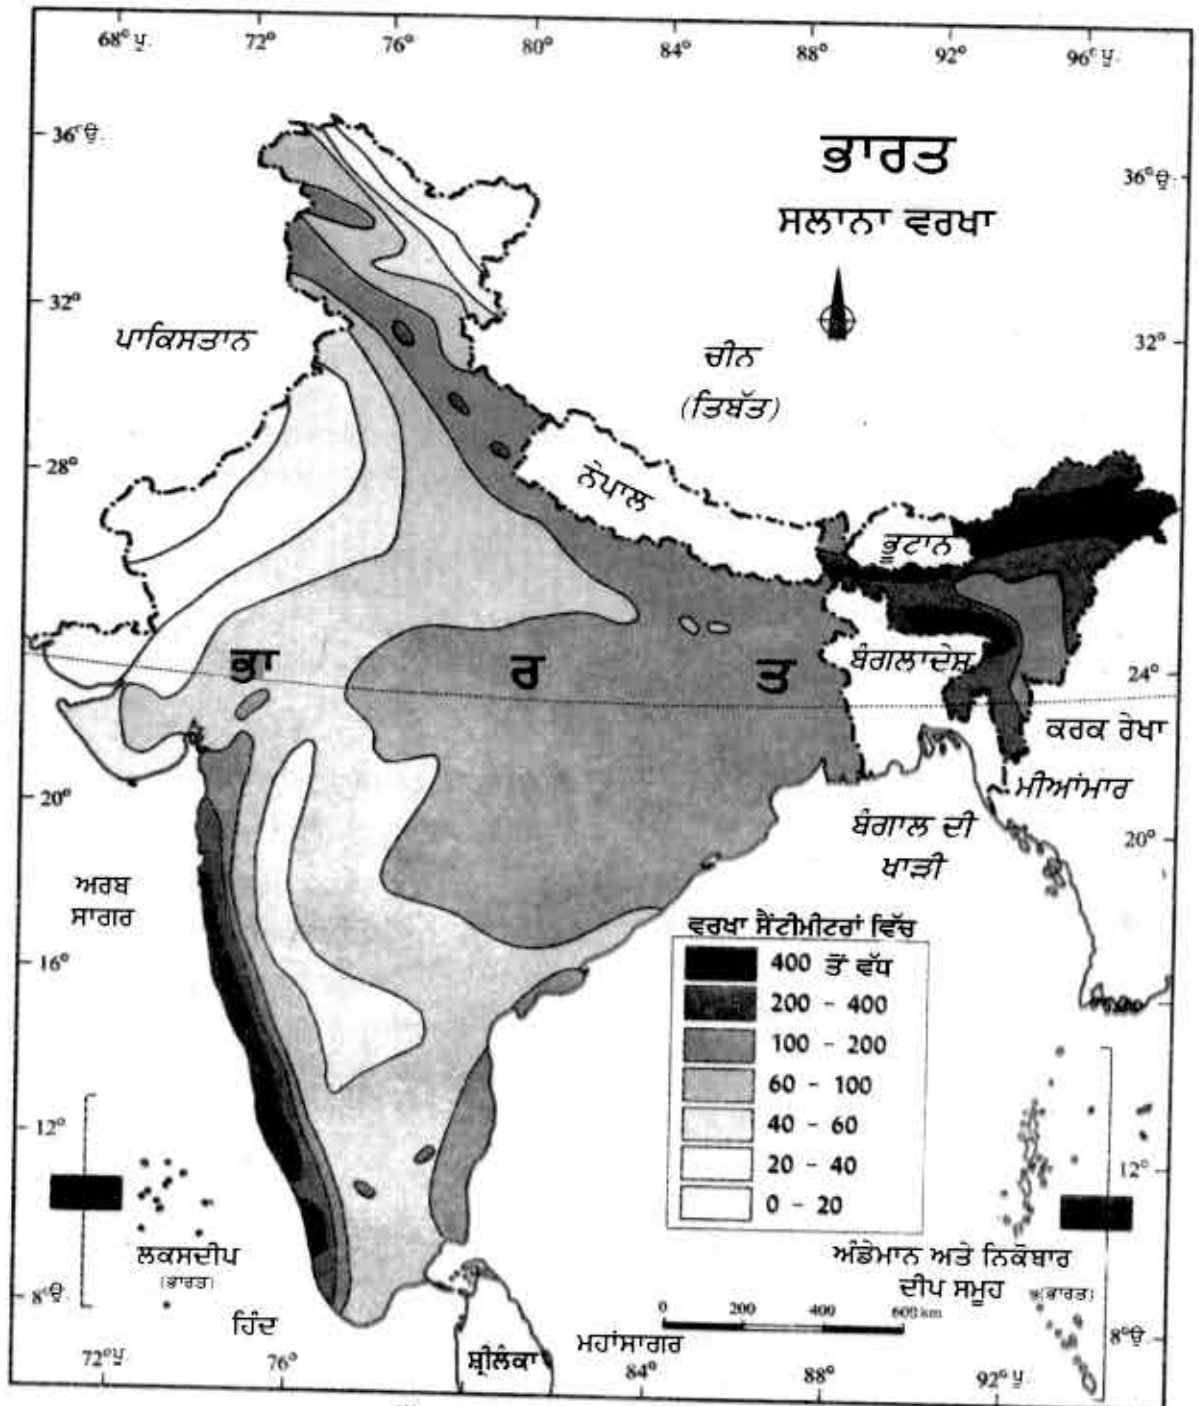 68° ਪੂ.
72°
76°
80°
84°
88°
92°
96° ਪੂ.
36° ਉ.
ਭਾਰਤ
36° ਉ.
ਸਲਾਨਾ ਵਰਖਾ
32°
ਪਾਕਿਸਤਾਨ
ਚੀਨ
32°
(ਤਿਬੱਤ)
28°
ਨੇਪਾਲ
ਭੂਟਾਨ
ਭਾ
ਰ
ਤ
ਬੰਗਲਾਦੇਸ਼
24°
ਕਰਕ ਰੇਖਾ
ਮੀਆਂਮਾਰ
20°
ਬੰਗਾਲ ਦੀ
ਖਾੜੀ
20°
ਅਰਬ
ਸਾਗਰ
ਵਰਖਾ ਸੈਂਟੀਮੀਟਰਾਂ ਵਿੱਚ
16°
400 ਤੋਂ ਵੱਧ
200 - 400
100 - 200
60 - 100
40 - 60
20 - 40
0 - 20
12°
12°
ਲਕਸਦੀਪ
(ਭਾਰਤ)
ਅੰਡੇਮਾਨ ਅਤੇ ਨਿਕੋਬਾਰ
ਦੀਪ ਸਮੂਹ
(ਭਾਰਤ)
8° ਉ.
ਹਿੰਦ
ਮਹਾਂਸਾਗਰ
0 200 400 600 km
8° ਉ.
ਸ਼੍ਰੀਲੰਕਾ
72° ਪੂ.
76°
84°
88°
92° ਪੂ